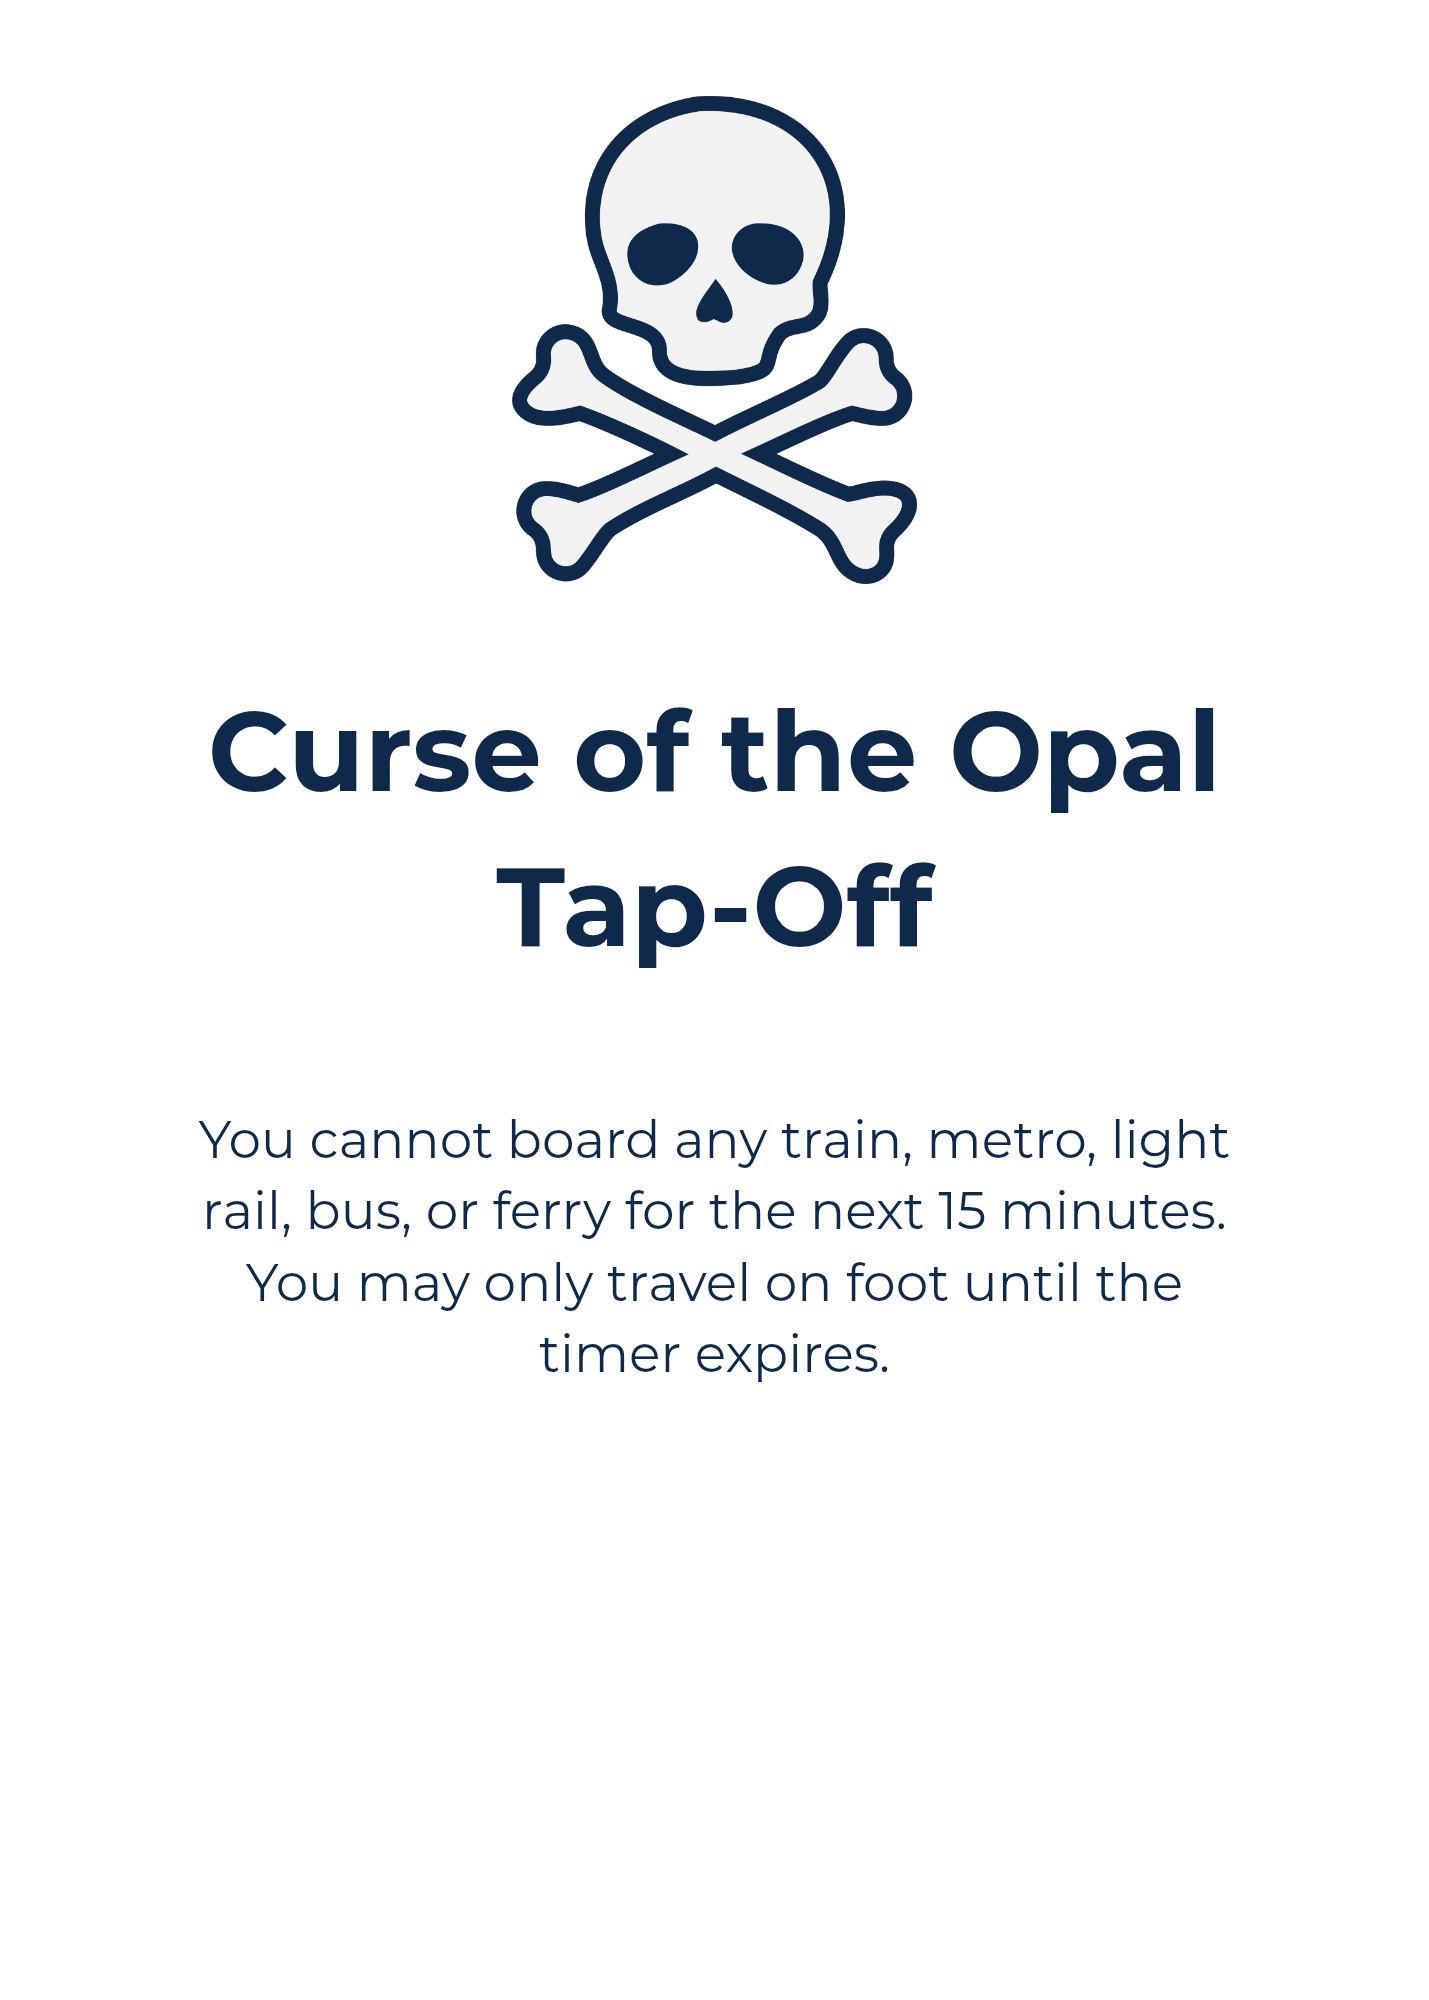 Curse of the Opal
Tap-Off
You cannot board any train, metro, light
rail, bus, or ferry for the next 15 minutes.
You may only travel on foot until the
timer expires.